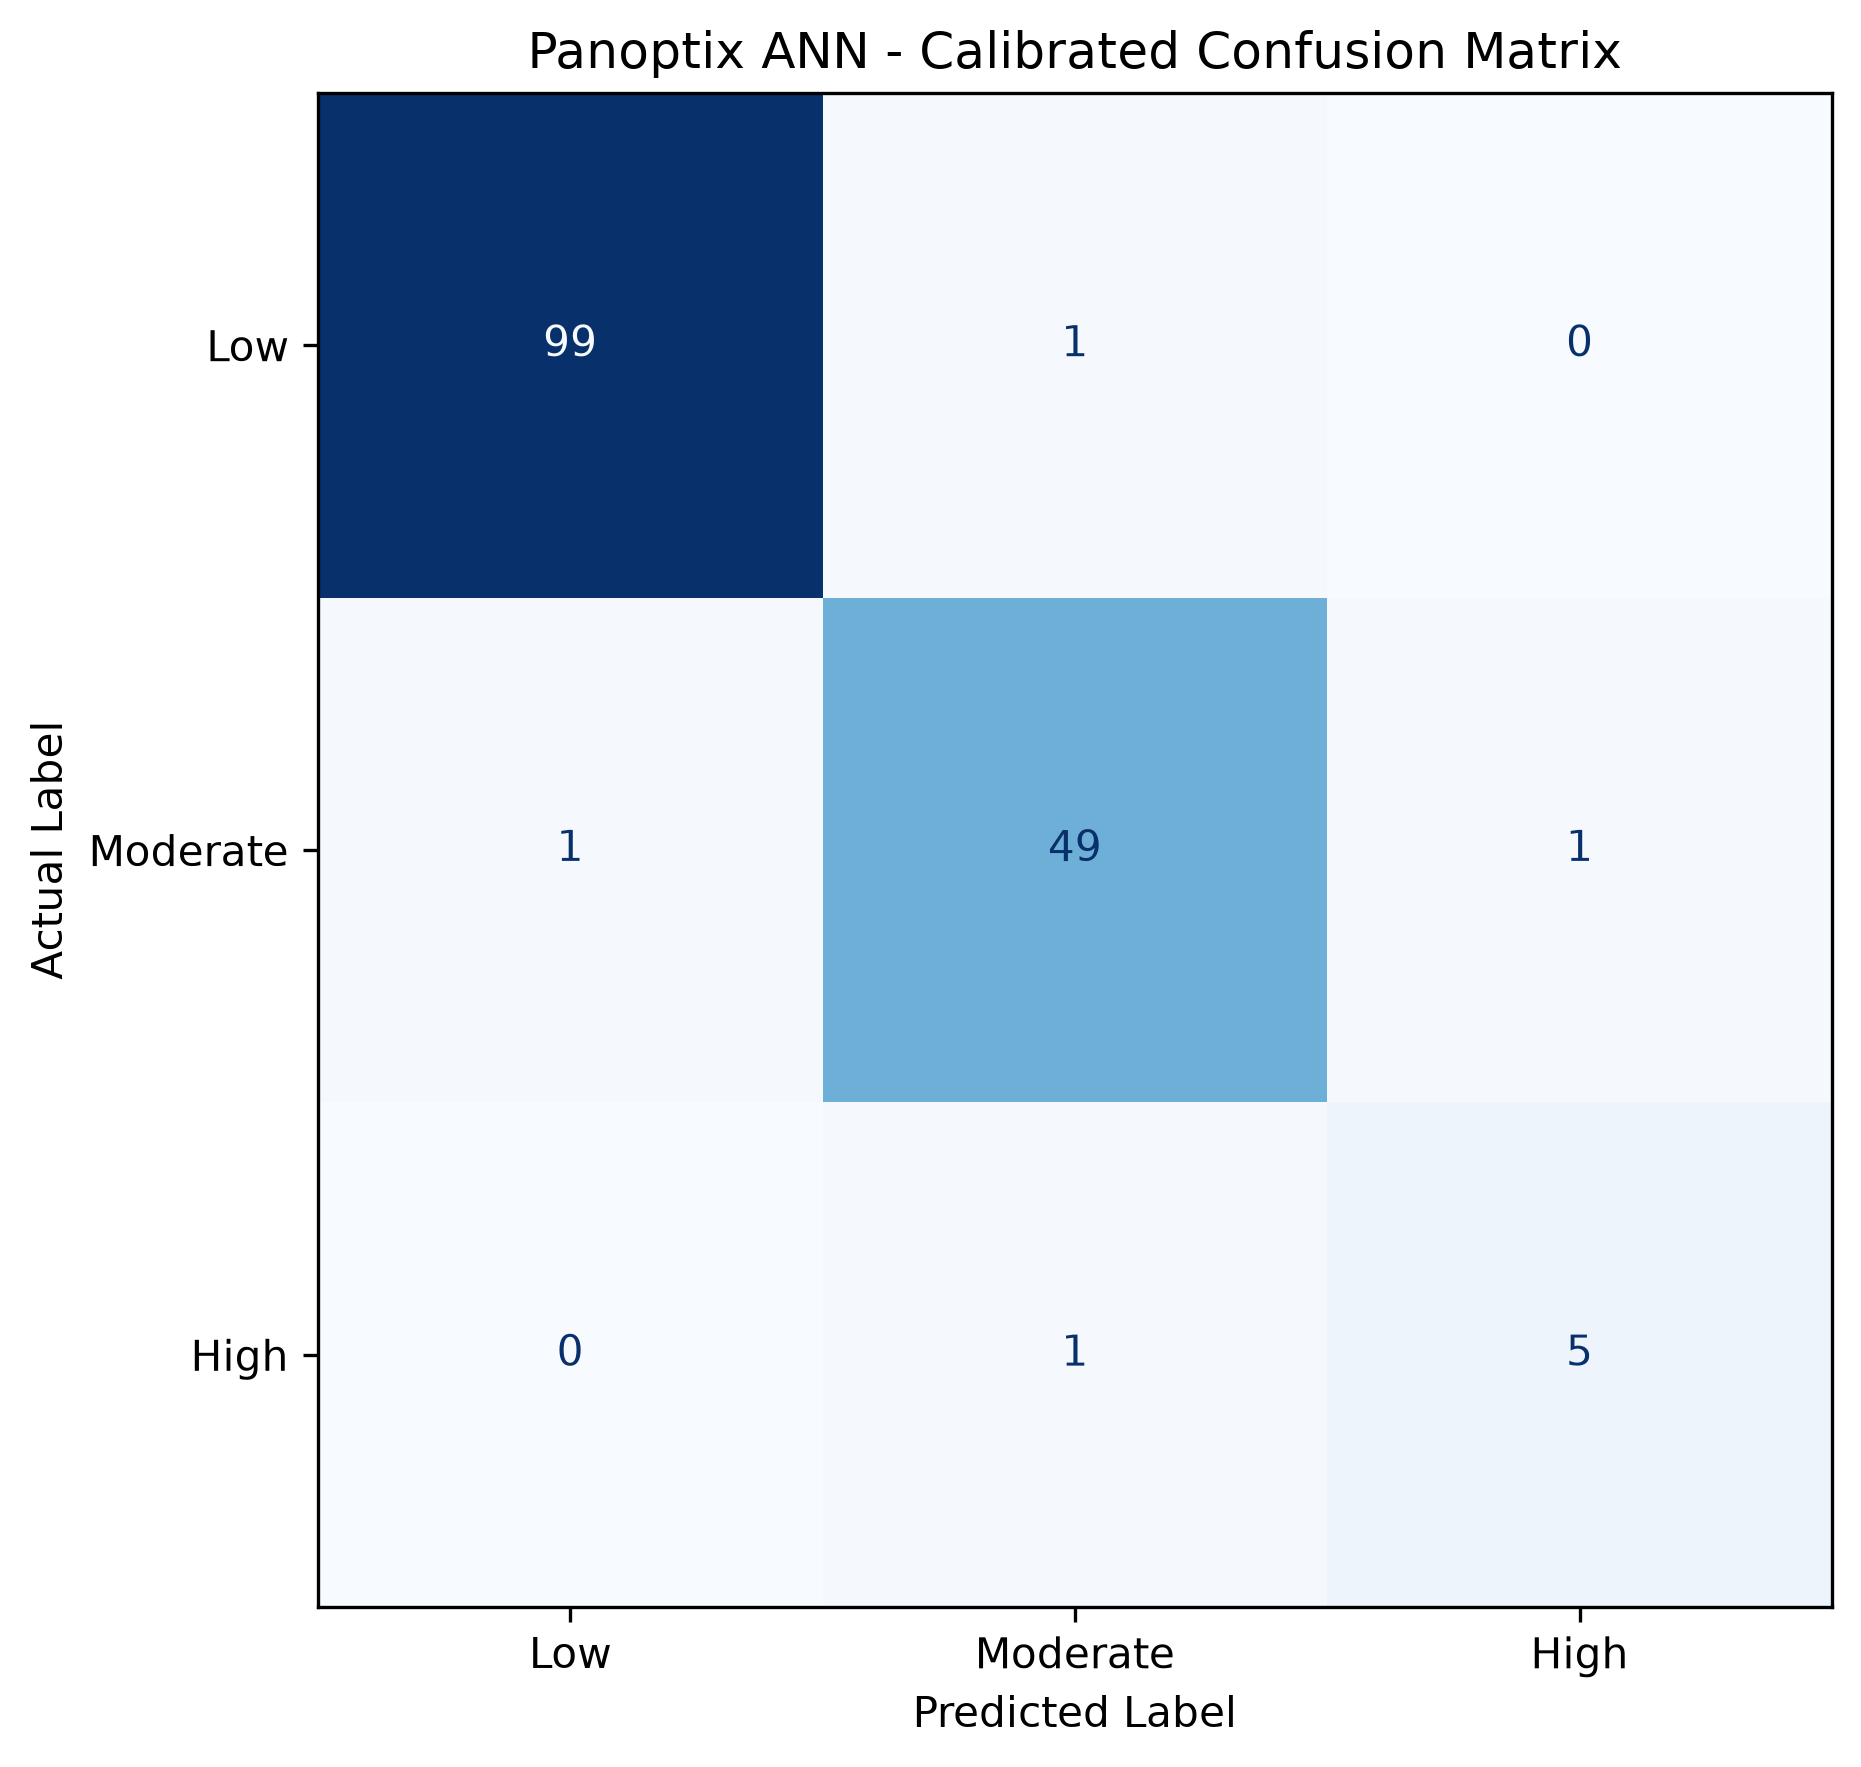 Panoptix ANN - Calibrated Confusion Matrix
Low 99 1 0
Moderate 1 49 1
High 0 1 5
Low Moderate High
Predicted Label
Actual Label